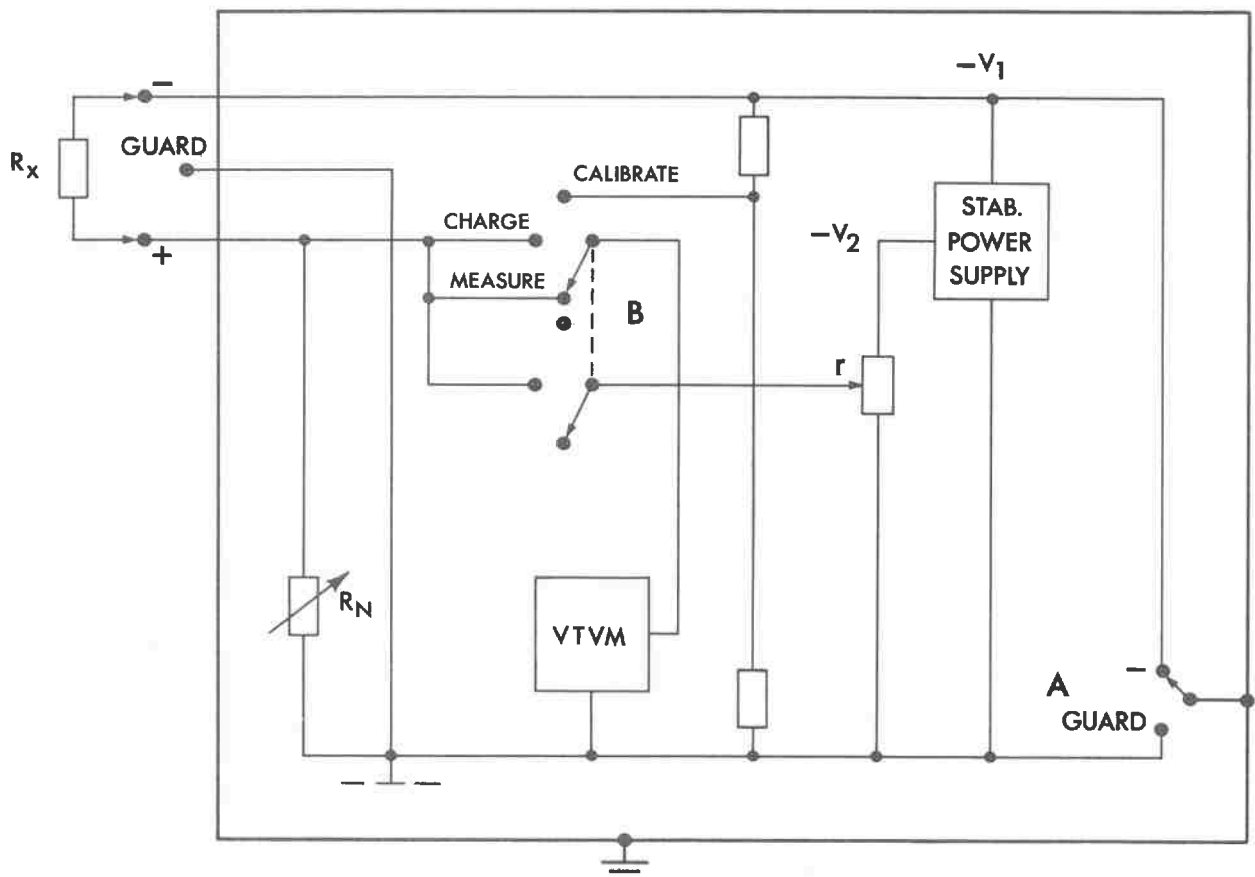 −V₁
−
GUARD
Rx
CALIBRATE
STAB.
POWER
SUPPLY
CHARGE
−V₂
+
MEASURE
B
r
RN
VTVM
−
A
GUARD